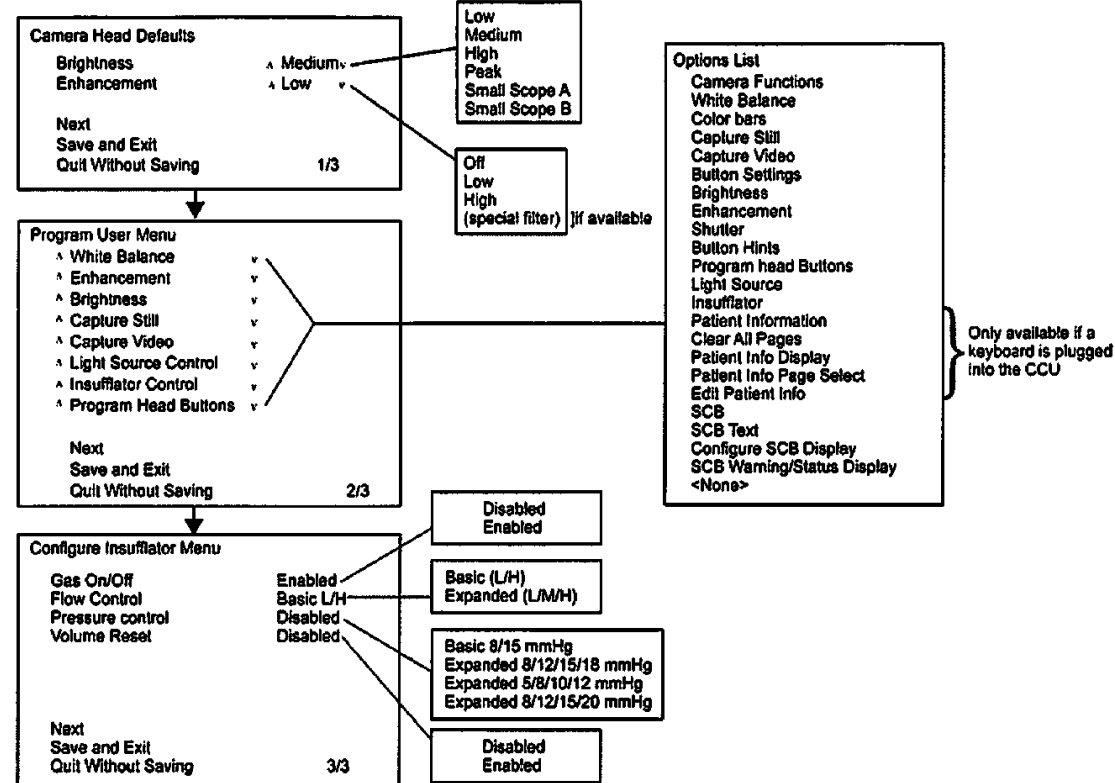 Camera Head Defaults
Brightness ʌ Medium v
Enhancement ʌ Low v
Next
Save and Exit
Quit Without Saving 1/3
Low
Medium
High
Peak
Small Scope A
Small Scope B
Off
Low
High
(special filter) ]if available
Program User Menu
ʌ White Balance v
ʌ Enhancement v
ʌ Brightness v
ʌ Capture Still v
ʌ Capture Video v
ʌ Light Source Control v
ʌ Insufflator Control v
ʌ Program Head Buttons v
Next
Save and Exit
Quit Without Saving 2/3
Options List
Camera Functions
White Balance
Color bars
Capture Still
Capture Video
Button Settings
Brightness
Enhancement
Shutter
Button Hints
Program head Buttons
Light Source
Insufflator
Patient Information
Clear All Pages
Patient Info Display
Patient Info Page Select
Edit Patient Info
SCB
SCB Text
Configure SCB Display
SCB Warning/Status Display
<None>
Only available if a
keyboard is plugged
into the CCU
Configure Insufflator Menu
Gas On/Off Enabled
Flow Control Basic L/H
Pressure control Disabled
Volume Reset Disabled
Next
Save and Exit
Quit Without Saving 3/3
Disabled
Enabled
Basic (L/H)
Expanded (L/M/H)
Basic 8/15 mmHg
Expanded 8/12/15/18 mmHg
Expanded 5/8/10/12 mmHg
Expanded 8/12/15/20 mmHg
Disabled
Enabled